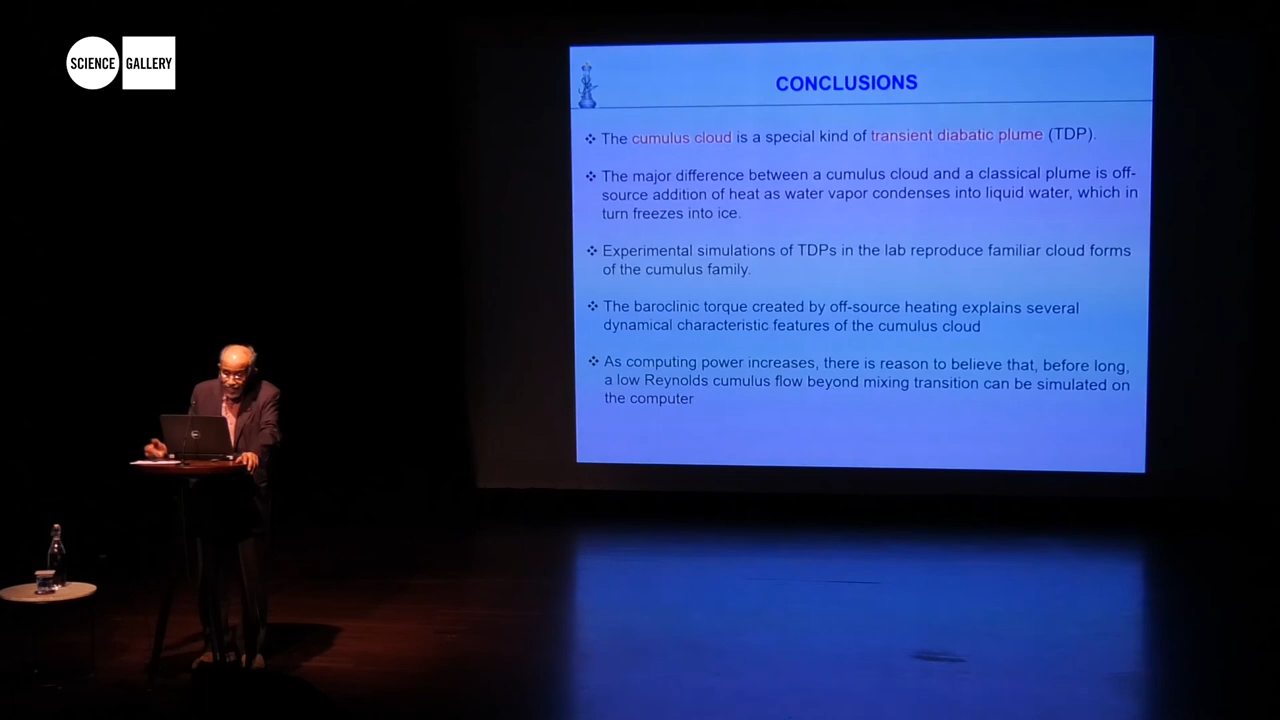 SCIENCE GALLERY
CONCLUSIONS
The cumulus cloud is a special kind of transient diabatic plume (TDP).
The major difference between a cumulus cloud and a classical plume is off-
source addition of heat as water vapor condenses into liquid water, which in
turn freezes into ice.
Experimental simulations of TDPs in the lab reproduce familiar cloud forms
of the cumulus family.
The baroclinic torque created by off-source heating explains several
dynamical characteristic features of the cumulus cloud
As computing power increases, there is reason to believe that, before long,
a low Reynolds cumulus flow beyond mixing transition can be simulated on
the computer